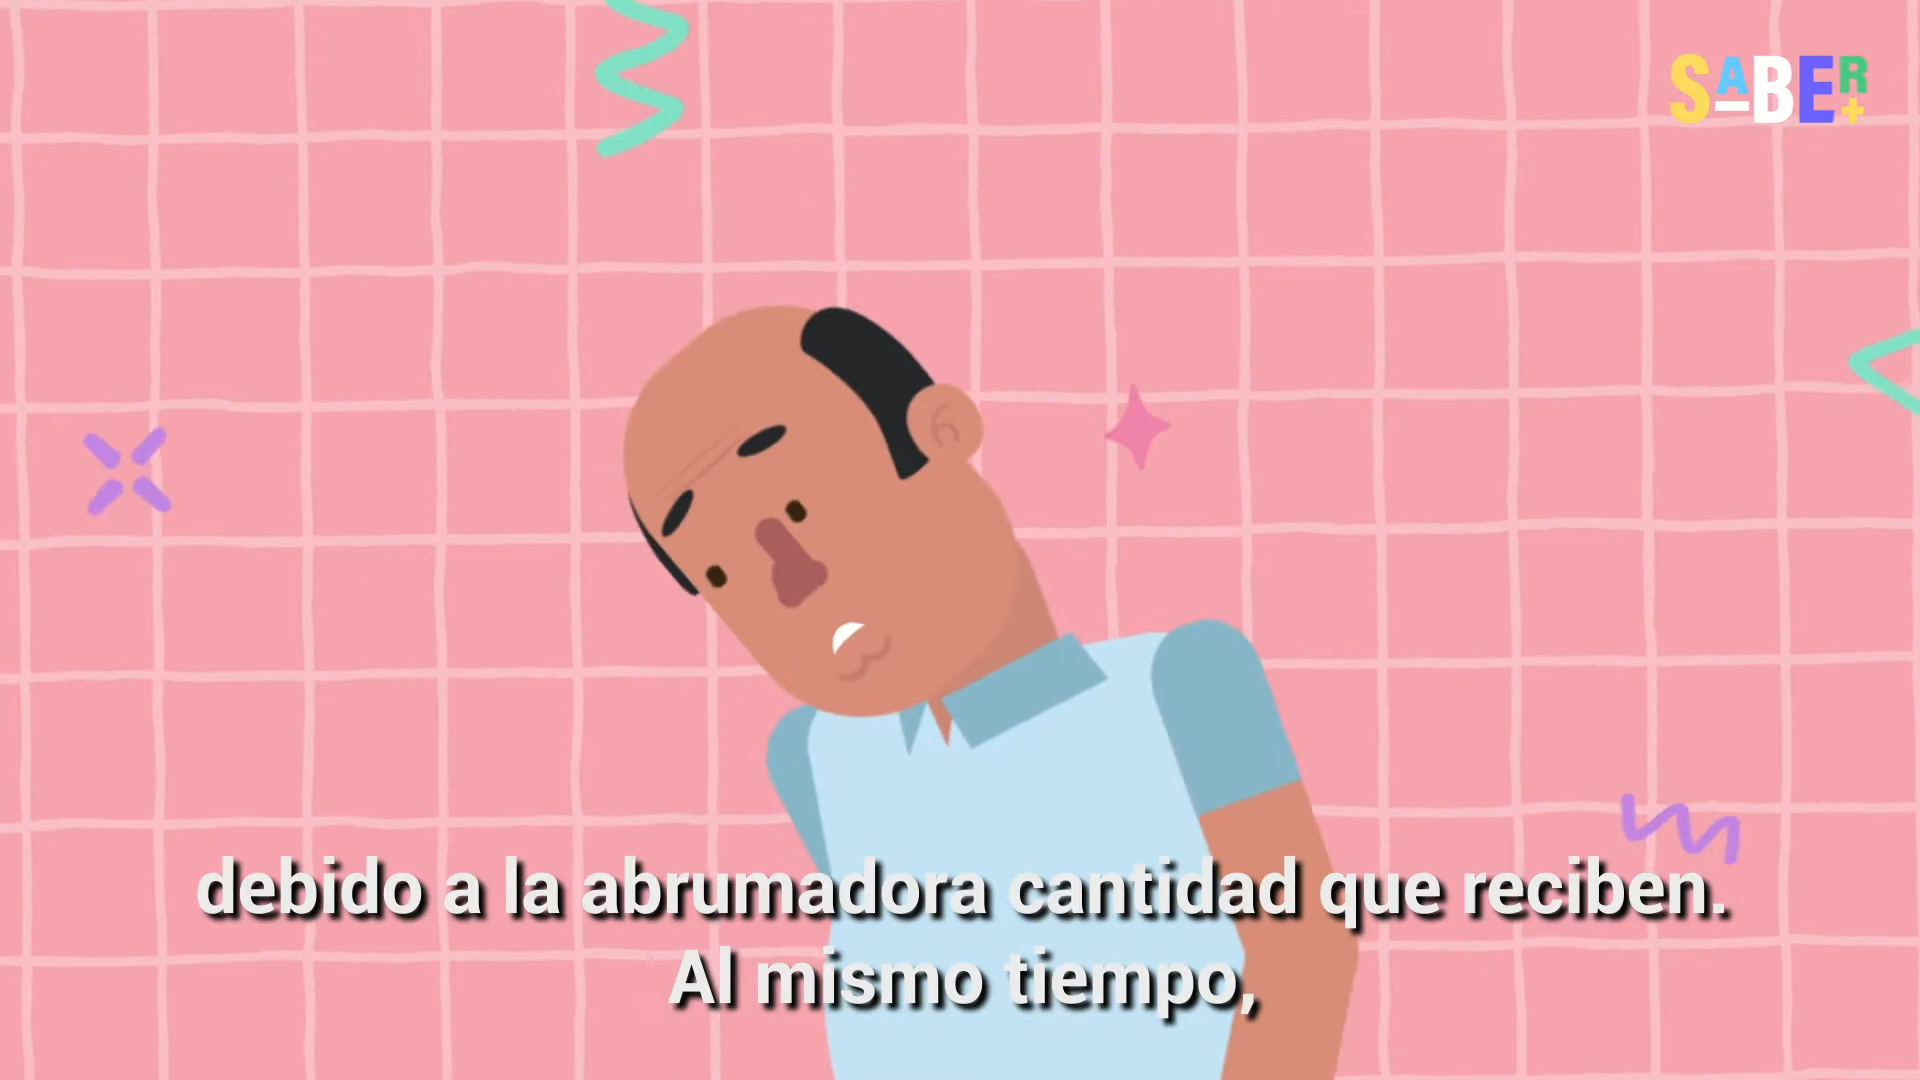 SABER+
debido a la abrumadora cantidad que reciben.
Al mismo tiempo,